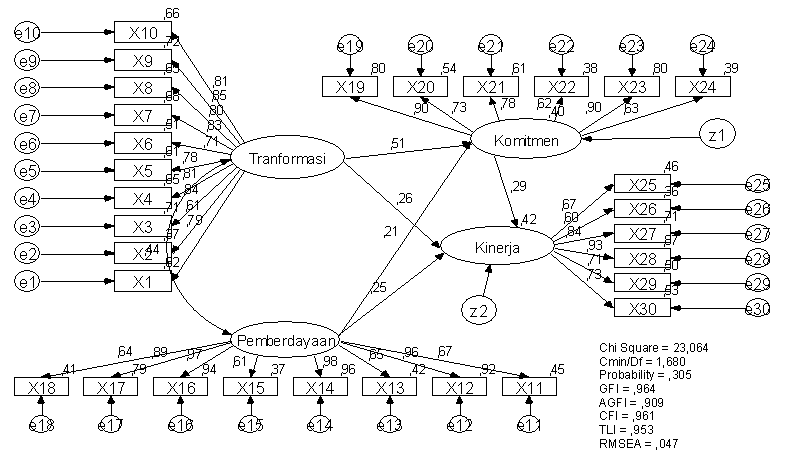 ,66
e10 X10
,72
e9 X9
e8 X8
e7 X7
e6 X6
e5 X5
e4 X4
,71
e3 X3
e2 X2
,44
e1 X1
,81
,85
,80
,83
,71
,78
,81
,84
,61
,79
Tranformasi
e19 e20 e21 e22 e23 e24
,80 ,54 ,61 ,38 ,80 ,39
X19 X20 X21 X22 X23 X24
,90 ,73 ,78 ,62 ,40 ,90 ,63
Komitmen
z1
,51
,26
,29
,21
,25
,42
Kinerja
z2
,46
X25 e25
X26 e26
,71
X27 e27
X28 e28
X29 e29
X30 e30
,67
,60
,84
,93
,71
,73
Pemberdayaan
,64 ,89 ,97 ,61 ,98 ,65 ,96 ,67
,41 ,79 ,94 ,37 ,96 ,42 ,92 ,45
X18 X17 X16 X15 X14 X13 X12 X11
e18 e17 e16 e15 e14 e13 e12 e11
Chi Square = 23,064
Cmin/Df = 1,680
Probability = ,305
GFI = ,964
AGFI = ,909
CFI = ,961
TLI = ,953
RMSEA = ,047